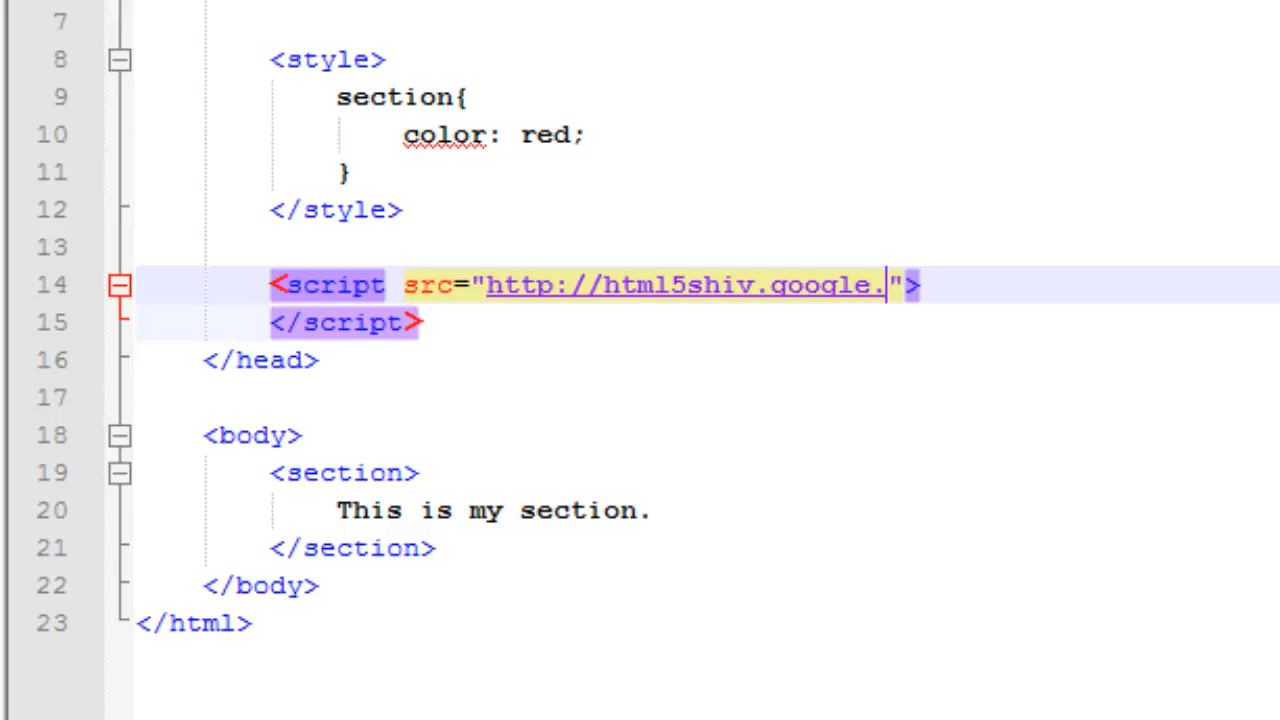 7
8 <style>
9 section{
10 color: red;
11 }
12 </style>
13
14 <script src="http://html5shiv.google.">
15 </script>
16 </head>
17
18 <body>
19 <section>
20 This is my section.
21 </section>
22 </body>
23 </html>